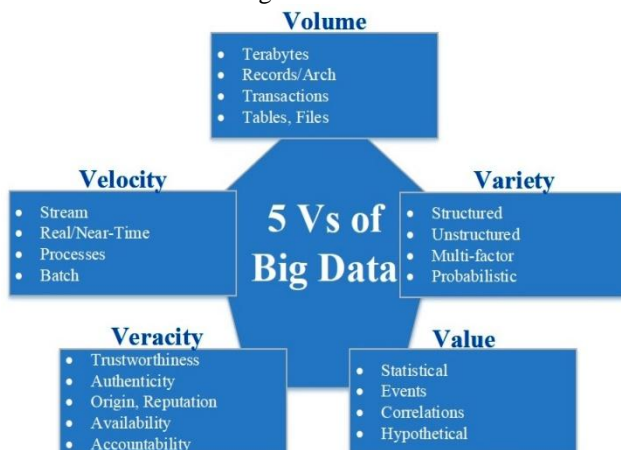 Volume
• Terabytes
• Records/Arch
• Transactions
• Tables, Files
Velocity
• Stream
• Real/Near-Time
• Processes
• Batch
5 Vs of
Big Data
Variety
• Structured
• Unstructured
• Multi-factor
• Probabilistic
Veracity
• Trustworthiness
• Authenticity
• Origin, Reputation
• Availability
• Accountability
Value
• Statistical
• Events
• Correlations
• Hypothetical